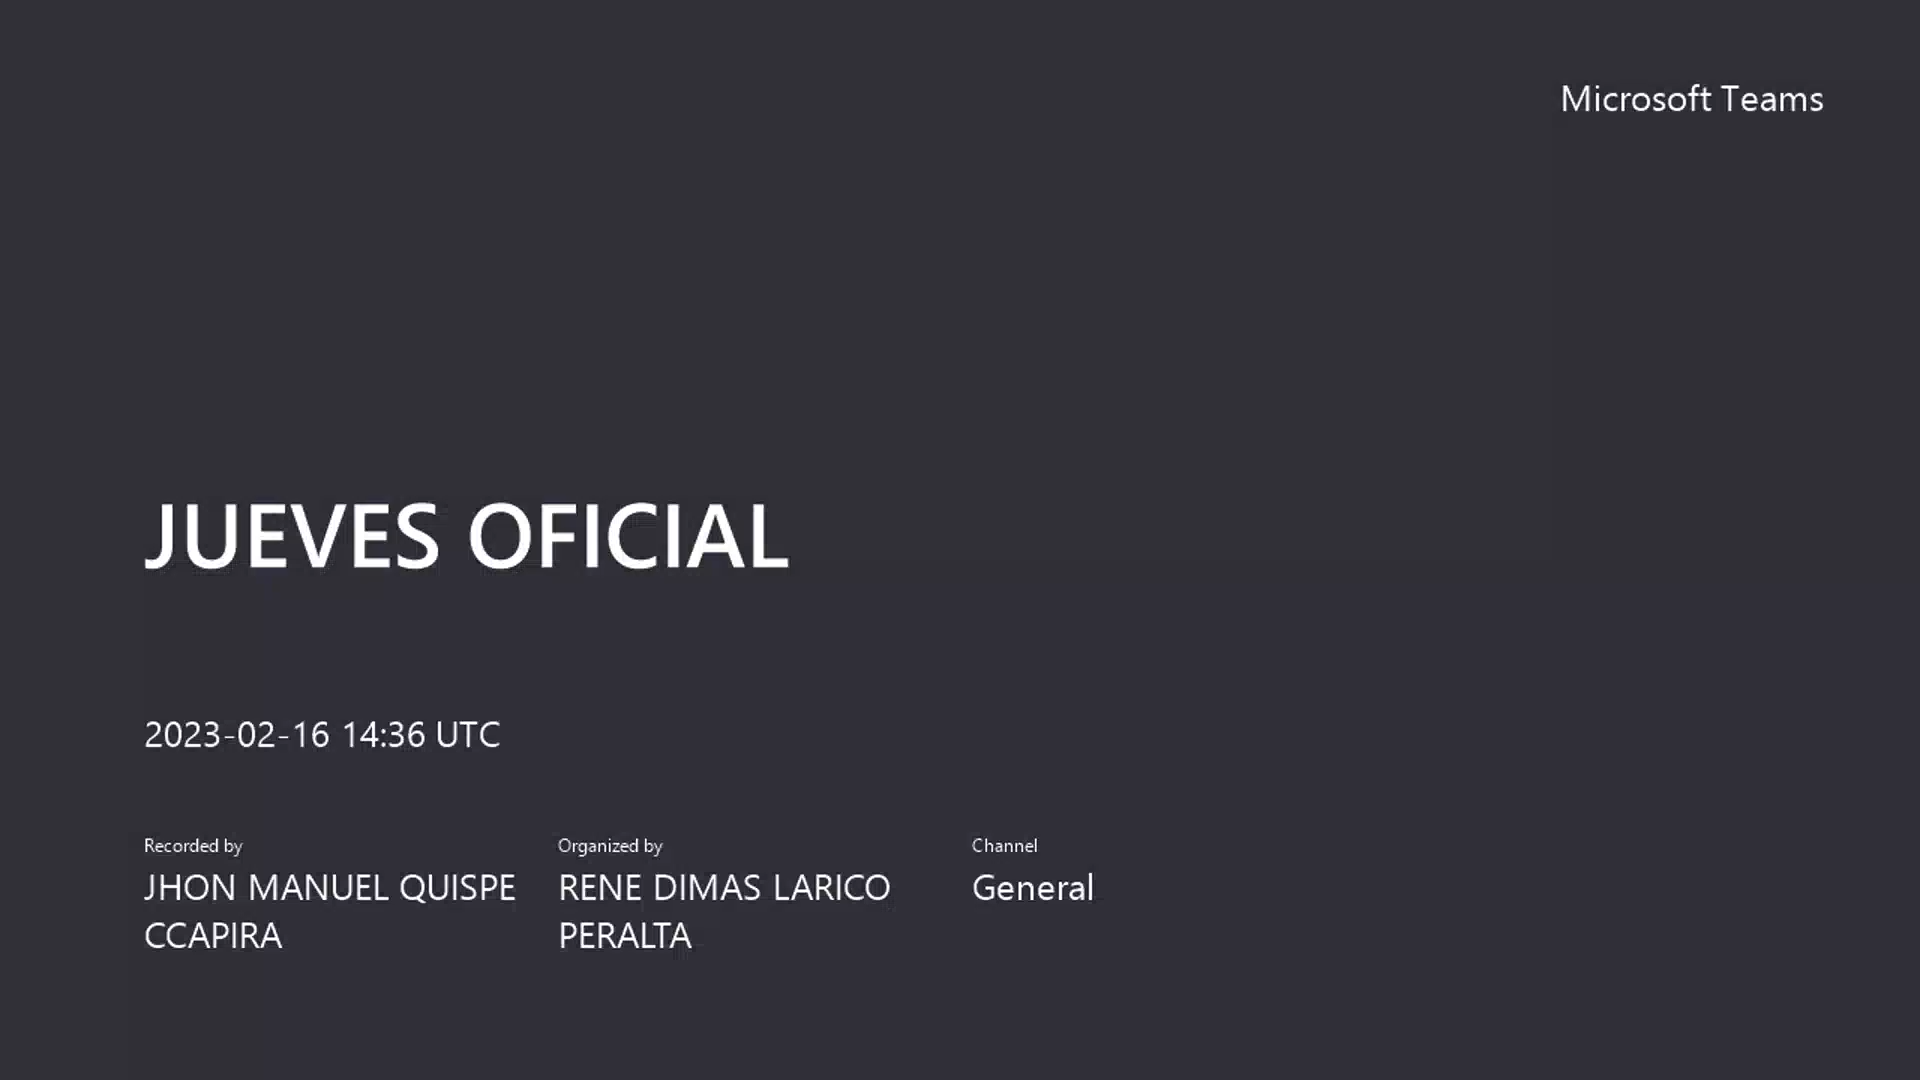 Microsoft Teams
JUEVES OFICIAL
2023-02-16 14:36 UTC
Recorded by
JHON MANUEL QUISPE
CCAPIRA
Organized by
RENE DIMAS LARICO
PERALTA
Channel
General